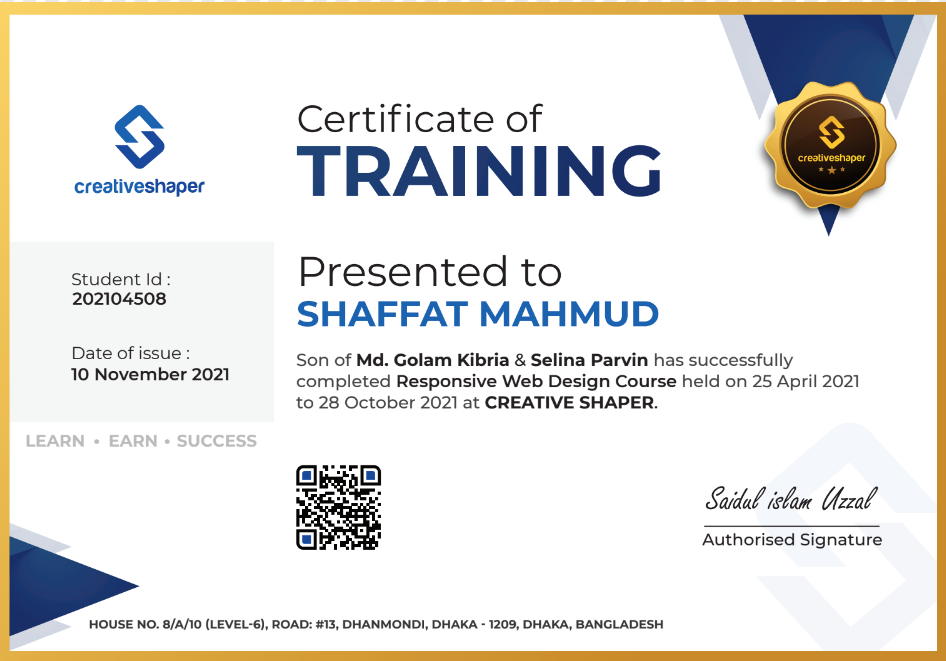 Certificate of
TRAINING
creativeshaper
creativeshaper
Student Id :
202104508
Date of issue :
10 November 2021
LEARN • EARN • SUCCESS
Presented to
SHAFFAT MAHMUD
Son of Md. Golam Kibria & Selina Parvin has successfully
completed Responsive Web Design Course held on 25 April 2021
to 28 October 2021 at CREATIVE SHAPER.
Saidul islam Uzzal
Authorised Signature
HOUSE NO. 8/A/10 (LEVEL-6), ROAD: #13, DHANMONDI, DHAKA - 1209, DHAKA, BANGLADESH